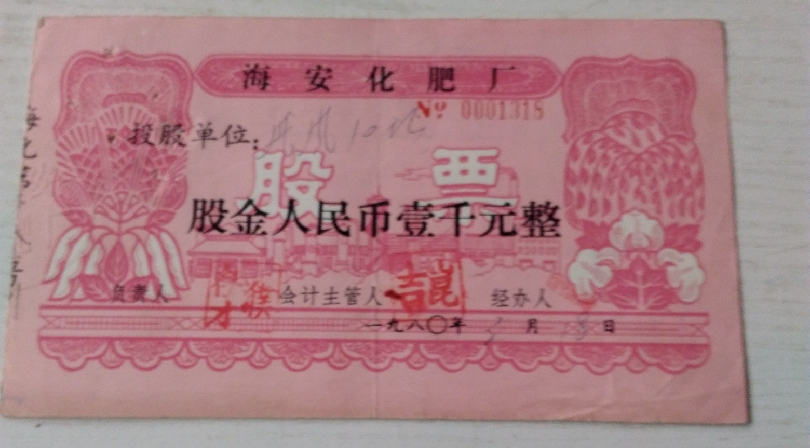 海安化肥厂
Nº 0001318
投股单位：
股票
股金人民币壹千元整
负责人 会计主管人 经办人
一九八〇年 月 日